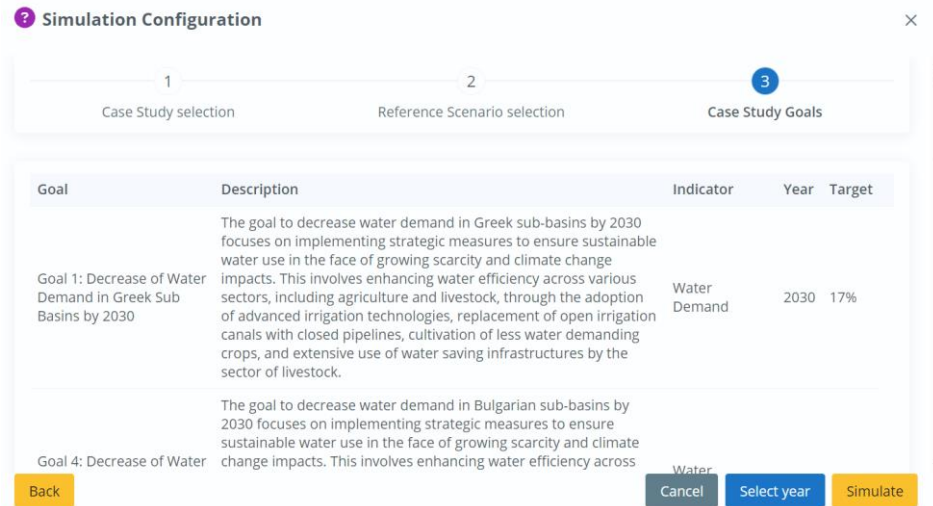 ? Simulation Configuration ×
1 2 3
Case Study selection Reference Scenario selection Case Study Goals
Goal Description Indicator Year Target
The goal to decrease water demand in Greek sub-basins by 2030
focuses on implementing strategic measures to ensure sustainable
water use in the face of growing scarcity and climate change
Goal 1: Decrease of Water impacts. This involves enhancing water efficiency across various
Demand in Greek Sub sectors, including agriculture and livestock, through the adoption Water
Basins by 2030 of advanced irrigation technologies, replacement of open irrigation Demand 2030 17%
canals with closed pipelines, cultivation of less water demanding
crops, and extensive use of water saving infrastructures by the
sector of livestock.
The goal to decrease water demand in Bulgarian sub-basins by
2030 focuses on implementing strategic measures to ensure
sustainable water use in the face of growing scarcity and climate
Goal 4: Decrease of Water change impacts. This involves enhancing water efficiency across
Water
Back Cancel Select year Simulate